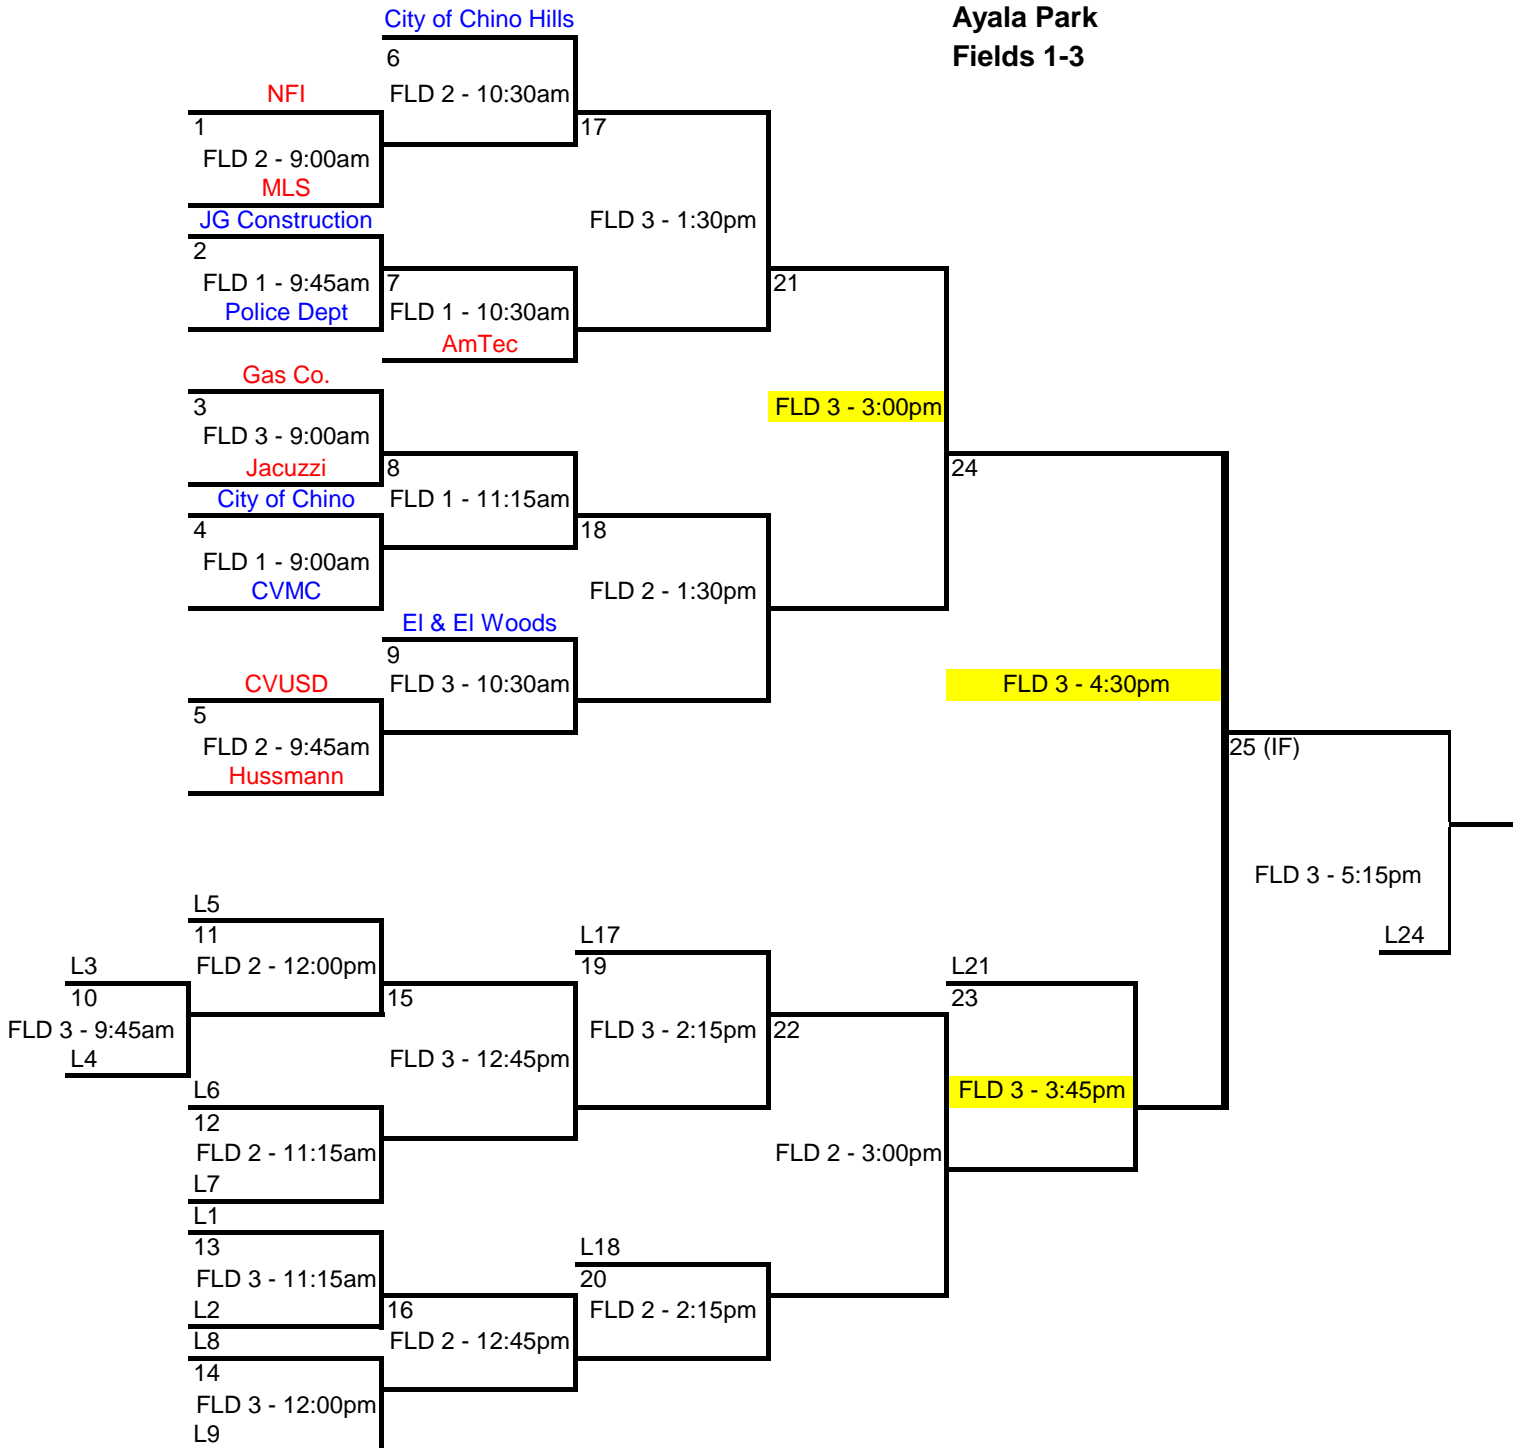 City of Chino Hills
Ayala Park
Fields 1-3
6
FLD 2 - 10:30am
NFI
1
FLD 2 - 9:00am
MLS
17
FLD 3 - 1:30pm
JG Construction
2
FLD 1 - 9:45am
Police Dept
7
FLD 1 - 10:30am
AmTec
21
FLD 3 - 3:00pm
Gas Co.
3
FLD 3 - 9:00am
Jacuzzi
8
FLD 1 - 11:15am
City of Chino
4
FLD 1 - 9:00am
CVMC
18
FLD 2 - 1:30pm
24
FLD 3 - 4:30pm
El & El Woods
9
FLD 3 - 10:30am
CVUSD
5
FLD 2 - 9:45am
Hussmann
25 (IF)
FLD 3 - 5:15pm
L24
L5
11
FLD 2 - 12:00pm
L3
10
FLD 3 - 9:45am
L4
15
FLD 3 - 12:45pm
L17
19
FLD 3 - 2:15pm
22
FLD 2 - 3:00pm
L21
23
FLD 3 - 3:45pm
L6
12
FLD 2 - 11:15am
L7
L1
13
FLD 3 - 11:15am
L2
16
FLD 2 - 12:45pm
L18
20
FLD 2 - 2:15pm
L8
14
FLD 3 - 12:00pm
L9